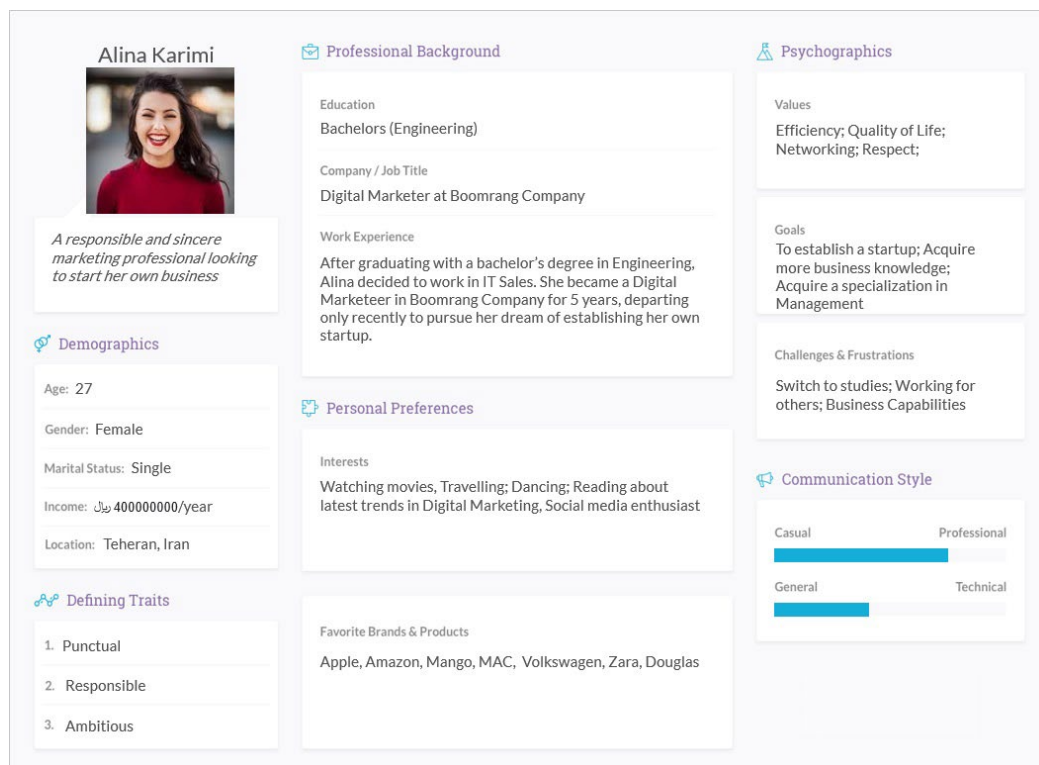 Alina Karimi
A responsible and sincere
marketing professional looking
to start her own business
Demographics
Age: 27
Gender: Female
Marital Status: Single
Income: ریال 400000000/year
Location: Teheran, Iran
Defining Traits
1. Punctual
2. Responsible
3. Ambitious
Professional Background
Education
Bachelors (Engineering)
Company / Job Title
Digital Marketer at Boomrang Company
Work Experience
After graduating with a bachelor’s degree in Engineering,
Alina decided to work in IT Sales. She became a Digital
Marketeer in Boomrang Company for 5 years, departing
only recently to pursue her dream of establishing her own
startup.
Personal Preferences
Interests
Watching movies, Travelling; Dancing; Reading about
latest trends in Digital Marketing, Social media enthusiast
Favorite Brands & Products
Apple, Amazon, Mango, MAC, Volkswagen, Zara, Douglas
Psychographics
Values
Efficiency; Quality of Life;
Networking; Respect;
Goals
To establish a startup; Acquire
more business knowledge;
Acquire a specialization in
Management
Challenges & Frustrations
Switch to studies; Working for
others; Business Capabilities
Communication Style
Casual Professional
General Technical